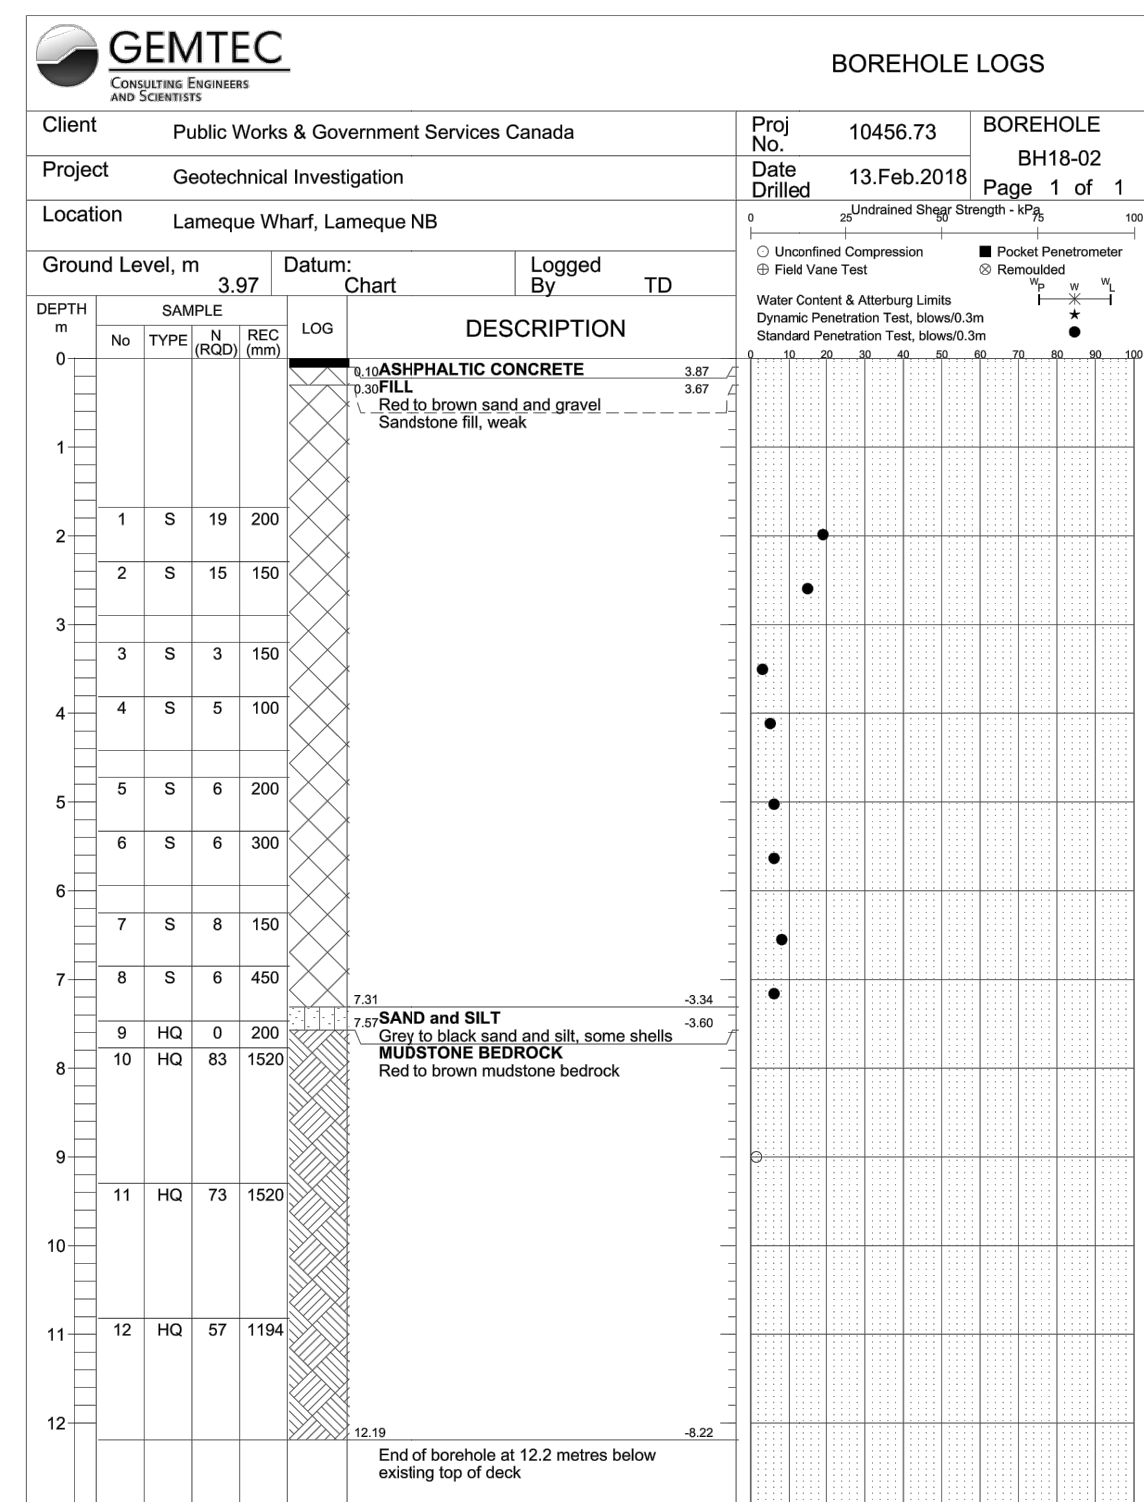 GEMTEC
CONSULTING ENGINEERS
AND SCIENTISTS
BOREHOLE LOGS
Client Public Works & Government Services Canada
Proj No. 10456.73
BOREHOLE
BH18-02
Page 1 of 1
Project Geotechnical Investigation
Date Drilled 13.Feb.2018
Location Lameque Wharf, Lameque NB
Ground Level, m 3.97
Datum: Chart
Logged By TD
Undrained Shear Strength - kPa
0 25 50 75 100
Unconfined Compression
Pocket Penetrometer
Field Vane Test
Remoulded
Water Content & Atterburg Limits
WP W WL
Dynamic Penetration Test, blows/0.3m
Standard Penetration Test, blows/0.3m
0 10 20 30 40 50 60 70 80 90 100
DEPTH m
SAMPLE
No TYPE N (RQD) REC (mm)
LOG
DESCRIPTION
0
0.10 ASHPHALTIC CONCRETE 3.87
0.30 FILL 3.67
Red to brown sand and gravel
Sandstone fill, weak
1
1 S 19 200
2
2 S 15 150
3
3 S 3 150
4 S 5 100
4
5 S 6 200
5
6 S 6 300
6
7 S 8 150
8 S 6 450
7
7.31 -3.34
SAND and SILT
7.57 -3.60
Grey to black sand and silt, some shells
9 HQ 0 200
MUDSTONE BEDROCK
10 HQ 83 1520
Red to brown mudstone bedrock
8
9
11 HQ 73 1520
10
12 HQ 57 1194
11
12
12.19 -8.22
End of borehole at 12.2 metres below
existing top of deck